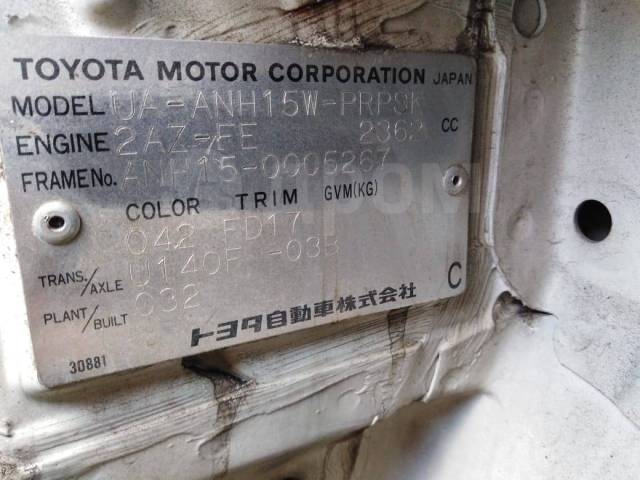 TOYOTA MOTOR CORPORATION JAPAN
MODEL UA-ANH15W-PRPSK
ENGINE 2AZ-FE 2362 CC
FRAME No. ANH15-0006267
COLOR TRIM GVM(KG)
042 FD17
TRANS./AXLE U140F -03B
PLANT/BUILT 032
C
トヨタ自動車株式会社
30881